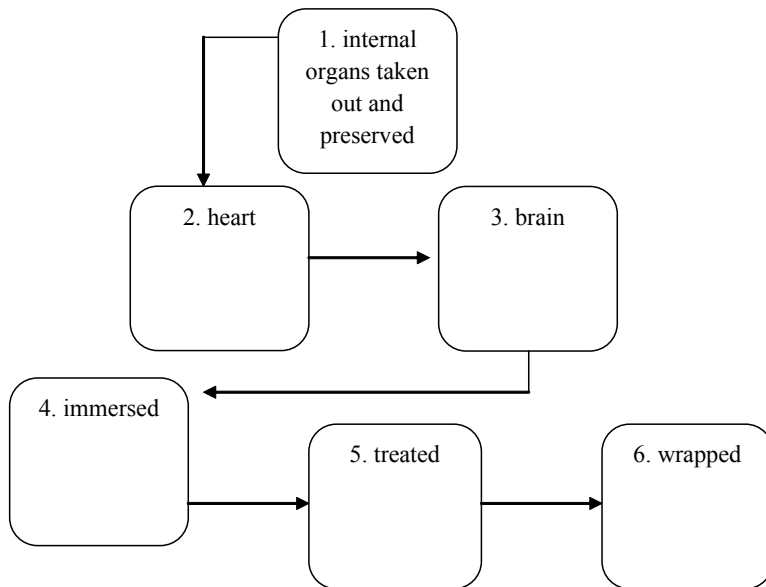 1. internal
organs taken
out and
preserved
2. heart
3. brain
4. immersed
5. treated
6. wrapped